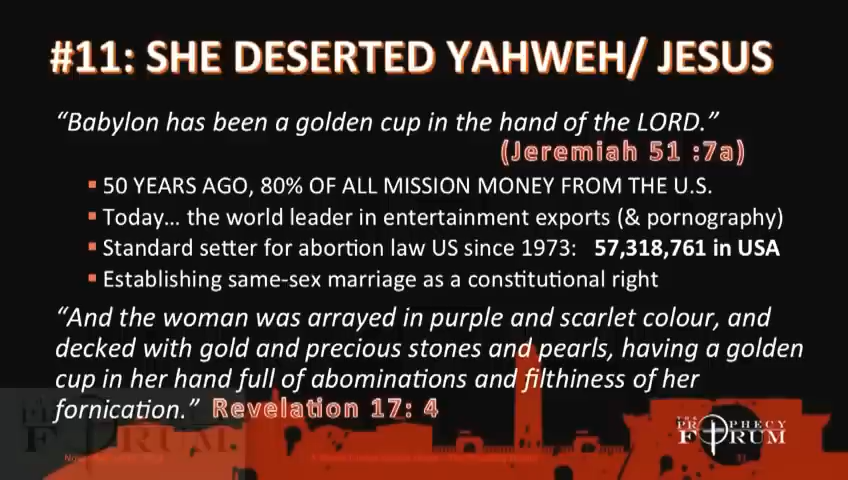 #11: SHE DESERTED YAHWEH/ JESUS
“Babylon has been a golden cup in the hand of the LORD.”
(Jeremiah 51 :7a)
▪ 50 YEARS AGO, 80% OF ALL MISSION MONEY FROM THE U.S.
▪ Today… the world leader in entertainment exports (& pornography)
▪ Standard setter for abortion law US since 1973: 57,318,761 in USA
▪ Establishing same-sex marriage as a constitutional right
“And the woman was arrayed in purple and scarlet colour, and
decked with gold and precious stones and pearls, having a golden
cup in her hand full of abominations and filthiness of her
fornication.” Revelation 17: 4
THE
PROPHECY
FORUM